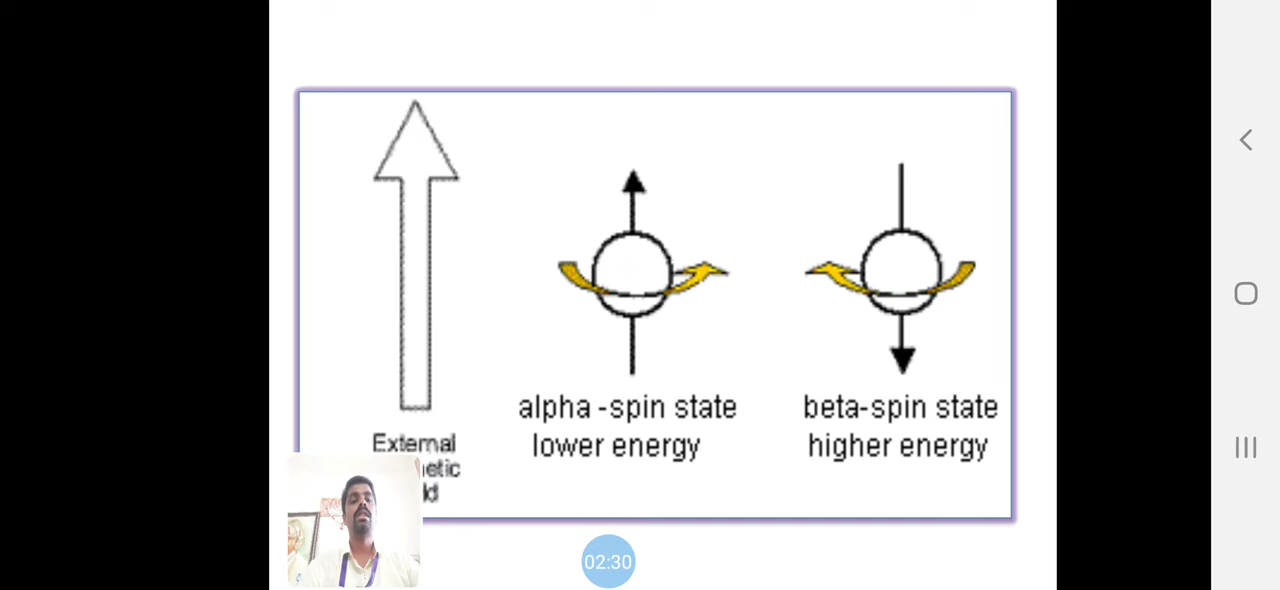 External
alpha -spin state
lower energy
beta-spin state
higher energy
02:30